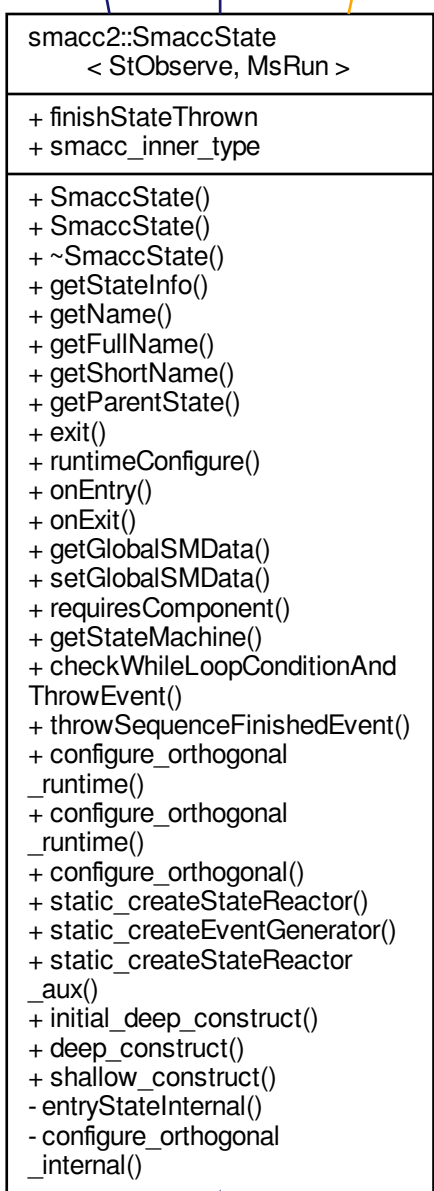 smacc2::SmaccState
< StObserve, MsRun >
+ finishStateThrown
+ smacc_inner_type
+ SmaccState()
+ SmaccState()
+ ~SmaccState()
+ getStateInfo()
+ getName()
+ getFullName()
+ getShortName()
+ getParentState()
+ exit()
+ runtimeConfigure()
+ onEntry()
+ onExit()
+ getGlobalSMData()
+ setGlobalSMData()
+ requiresComponent()
+ getStateMachine()
+ checkWhileLoopConditionAnd
ThrowEvent()
+ throwSequenceFinishedEvent()
+ configure_orthogonal
_runtime()
+ configure_orthogonal
_runtime()
+ configure_orthogonal()
+ static_createStateReactor()
+ static_createEventGenerator()
+ static_createStateReactor
_aux()
+ initial_deep_construct()
+ deep_construct()
+ shallow_construct()
- entryStateInternal()
- configure_orthogonal
_internal()